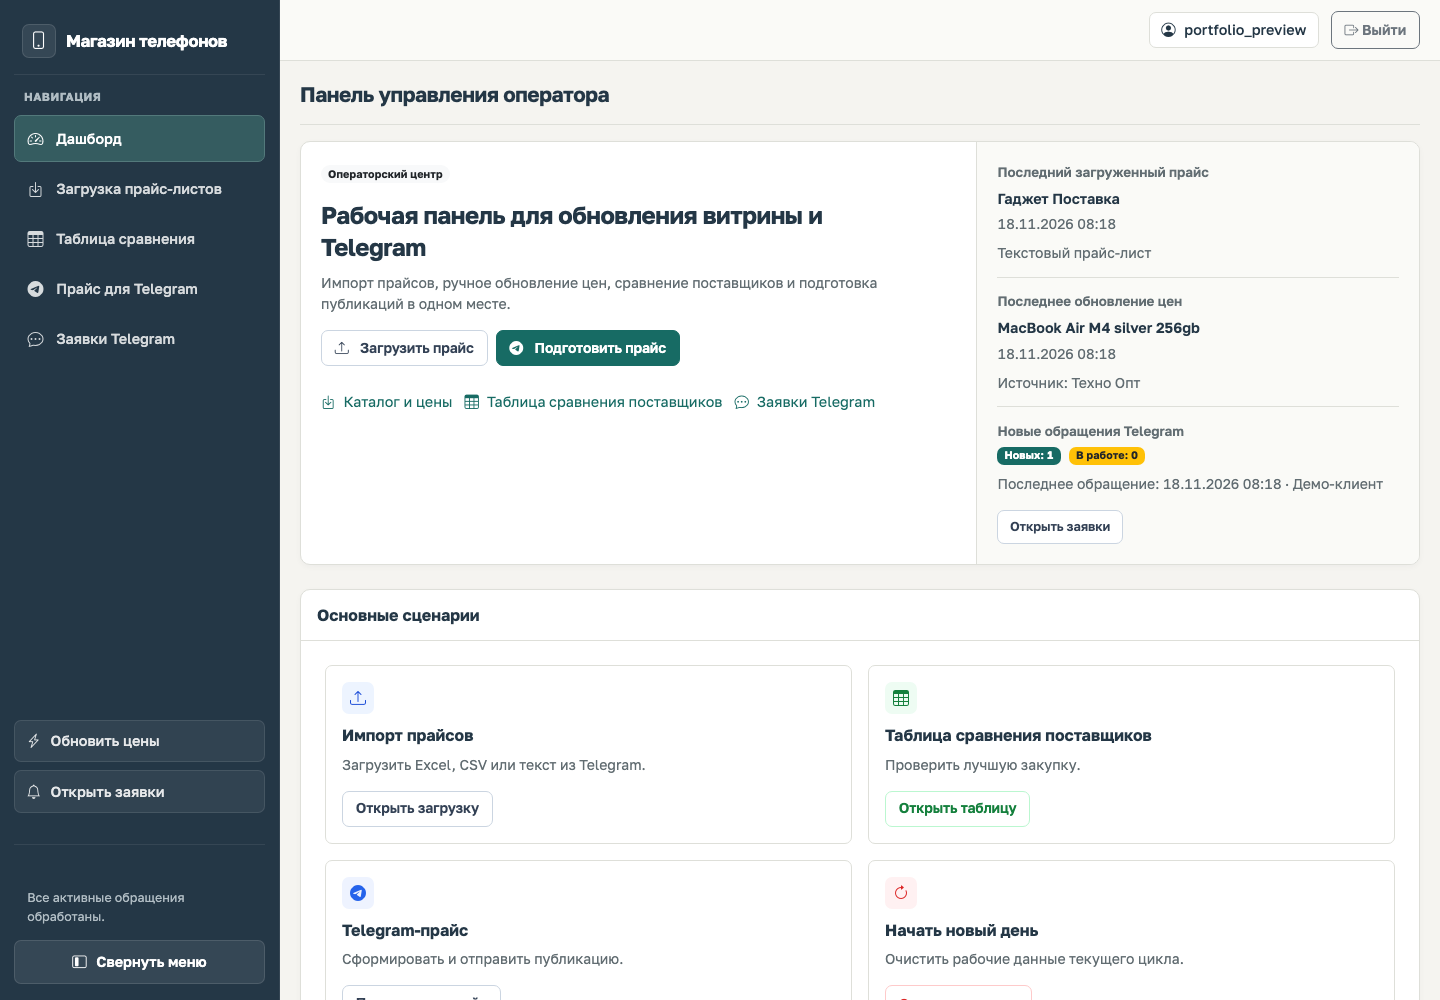 Магазин телефонов
НАВИГАЦИЯ
Дашборд
Загрузка прайс-листов
Таблица сравнения
Прайс для Telegram
Заявки Telegram
Обновить цены
Открыть заявки
Все активные обращения
обработаны.
Свернуть меню
portfolio_preview
Выйти
Панель управления оператора
Операторский центр
Рабочая панель для обновления витрины и
Telegram
Импорт прайсов, ручное обновление цен, сравнение поставщиков и подготовка
публикаций в одном месте.
Загрузить прайс
Подготовить прайс
Каталог и цены
Таблица сравнения поставщиков
Заявки Telegram
Последний загруженный прайс
Гаджет Поставка
18.11.2026 08:18
Текстовый прайс-лист
Последнее обновление цен
MacBook Air M4 silver 256gb
18.11.2026 08:18
Источник: Техно Опт
Новые обращения Telegram
Новых: 1
В работе: 0
Последнее обращение: 18.11.2026 08:18 · Демо-клиент
Открыть заявки
Основные сценарии
Импорт прайсов
Загрузить Excel, CSV или текст из Telegram.
Открыть загрузку
Таблица сравнения поставщиков
Проверить лучшую закупку.
Открыть таблицу
Telegram-прайс
Сформировать и отправить публикацию.
Начать новый день
Очистить рабочие данные текущего цикла.